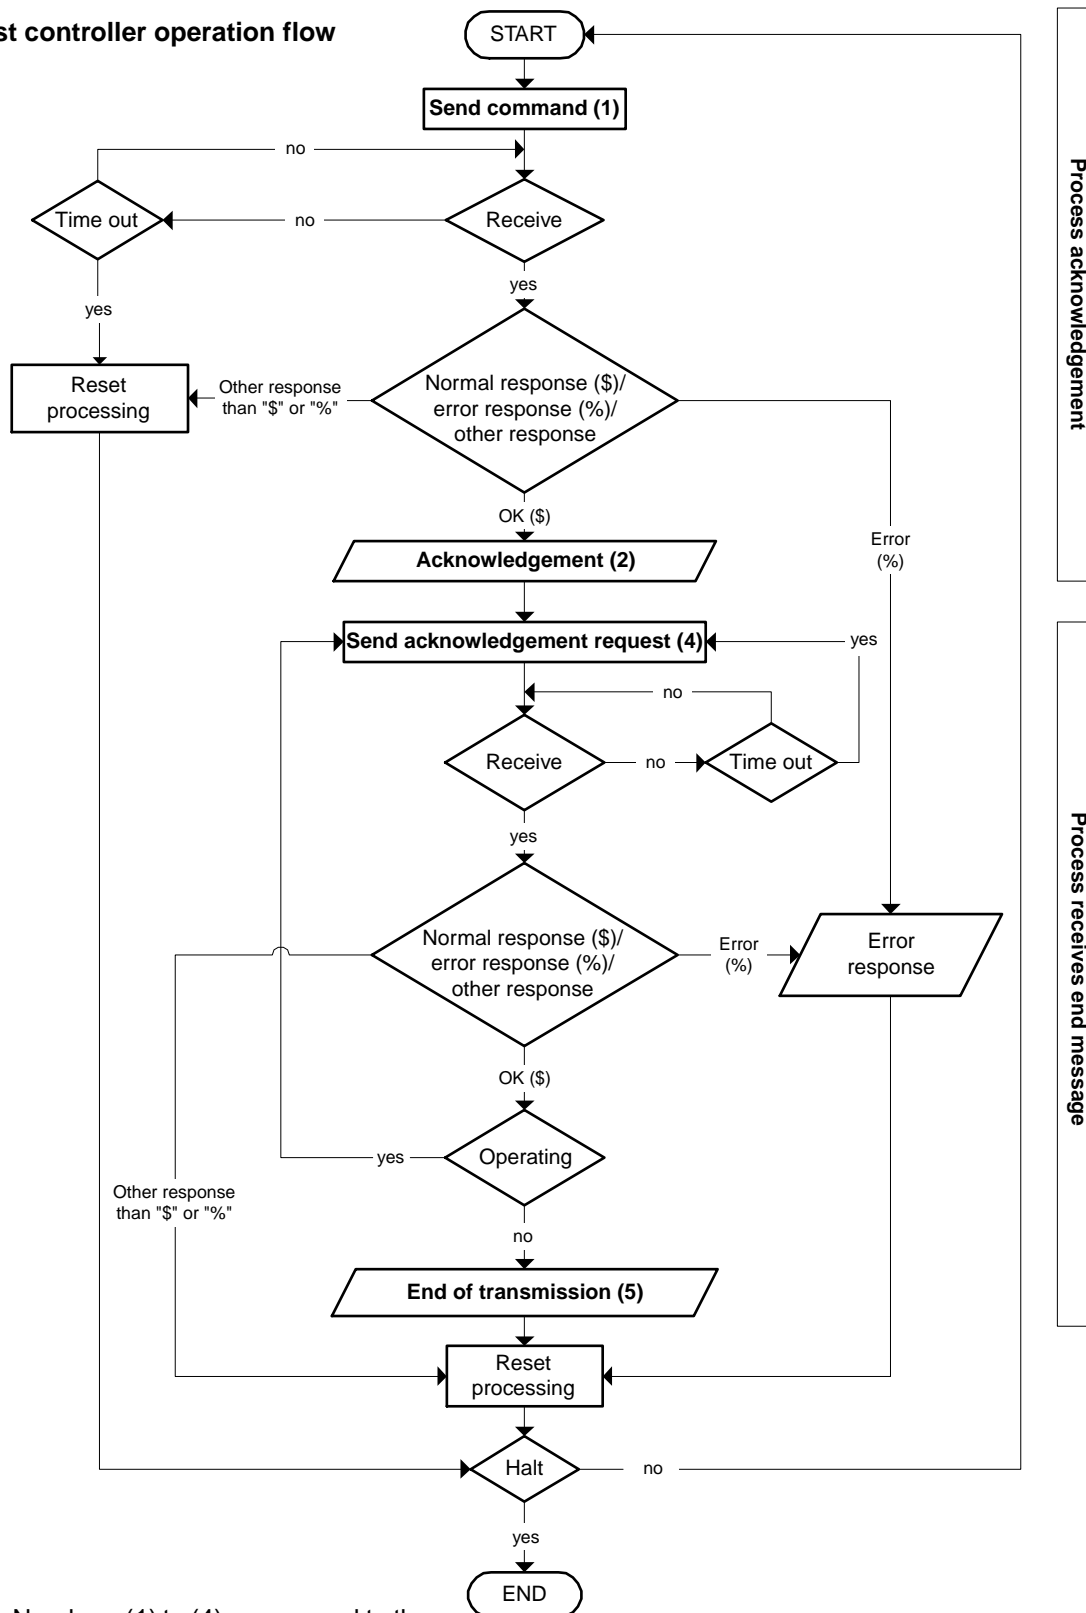 st controller operation flow
START
Send command (1)
no
Time out
no
Receive
yes
yes
Reset
processing
Other response
than "$" or "%"
Normal response ($)/
error response (%)/
other response
OK ($)
Error
(%)
Acknowledgement (2)
Send acknowledgement request (4)
yes
no
Receive
no
Time out
yes
Normal response ($)/
error response (%)/
other response
Error
(%)
Error
response
OK ($)
yes
Operating
Other response
than "$" or "%"
no
End of transmission (5)
Reset
processing
Halt
no
yes
END
Process acknowledgement
Process receives end message